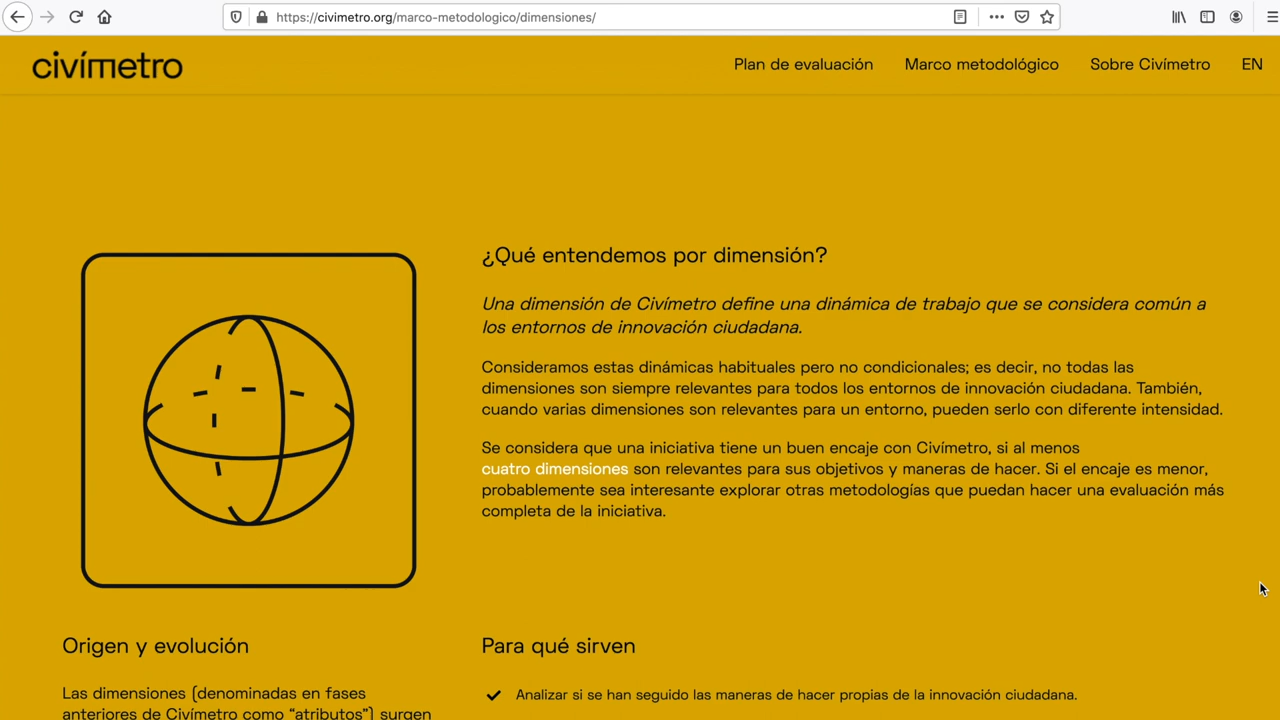 https://civimetro.org/marco-metodologico/dimensiones/
civímetro
Plan de evaluación
Marco metodológico
Sobre Civímetro
EN
¿Qué entendemos por dimensión?
Una dimensión de Civímetro define una dinámica de trabajo que se considera común a
los entornos de innovación ciudadana.
Consideramos estas dinámicas habituales pero no condicionales; es decir, no todas las
dimensiones son siempre relevantes para todos los entornos de innovación ciudadana. También,
cuando varias dimensiones son relevantes para un entorno, pueden serlo con diferente intensidad.
Se considera que una iniciativa tiene un buen encaje con Civímetro, si al menos
cuatro dimensiones son relevantes para sus objetivos y maneras de hacer. Si el encaje es menor,
probablemente sea interesante explorar otras metodologías que puedan hacer una evaluación más
completa de la iniciativa.
Origen y evolución
Las dimensiones (denominadas en fases
anteriores de Civímetro como “atributos”) surgen
Para qué sirven
Analizar si se han seguido las maneras de hacer propias de la innovación ciudadana.